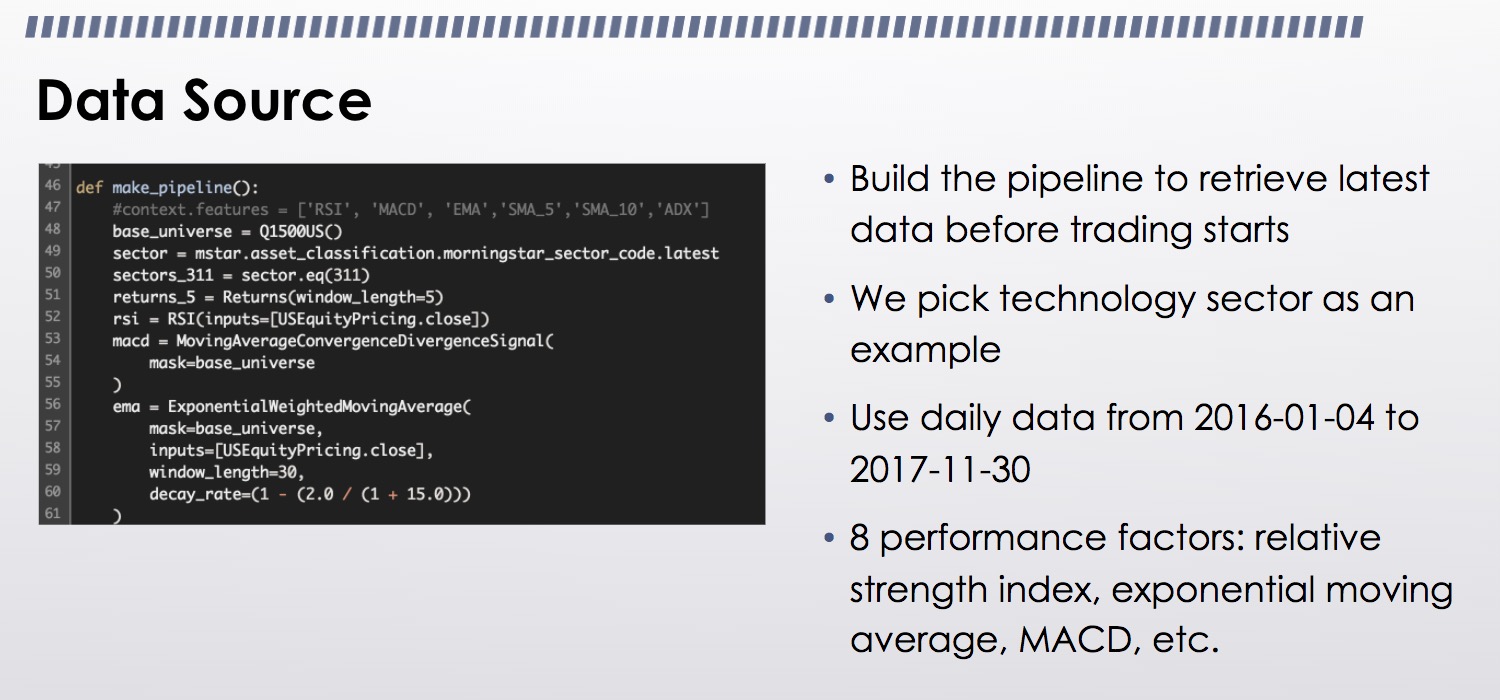 Data Source
46 def make_pipeline():
47     #context.features = ['RSI', 'MACD', 'EMA','SMA_5','SMA_10','ADX']
48     base_universe = Q1500US()
49     sector = mstar.asset_classification.morningstar_sector_code.latest
50     sectors_311 = sector.eq(311)
51     returns_5 = Returns(window_length=5)
52     rsi = RSI(inputs=[USEquityPricing.close])
53     macd = MovingAverageConvergenceDivergenceSignal(
54         mask=base_universe
55     )
56     ema = ExponentialWeightedMovingAverage(
57         mask=base_universe,
58         inputs=[USEquityPricing.close],
59         window_length=30,
60         decay_rate=(1 - (2.0 / (1 + 15.0)))
61     )
• Build the pipeline to retrieve latest
data before trading starts
• We pick technology sector as an
example
• Use daily data from 2016-01-04 to
2017-11-30
• 8 performance factors: relative
strength index, exponential moving
average, MACD, etc.